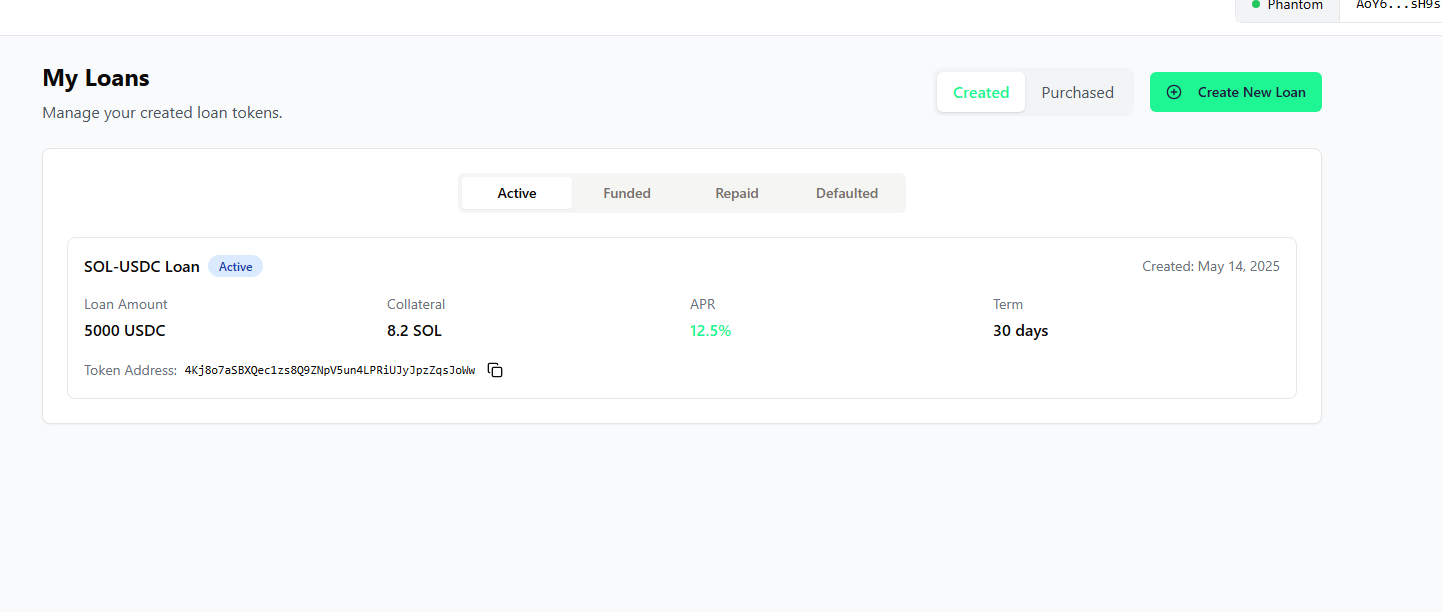 Phantom AoY6...sH9s
My Loans
Manage your created loan tokens.
Created Purchased Create New Loan
Active Funded Repaid Defaulted
SOL-USDC Loan Active Created: May 14, 2025
Loan Amount Collateral APR Term
5000 USDC 8.2 SOL 12.5% 30 days
Token Address: 4Kj8o7aSBXQec1zs8Q9ZNpV5un4LPRiUJyJpzZqsJoWw